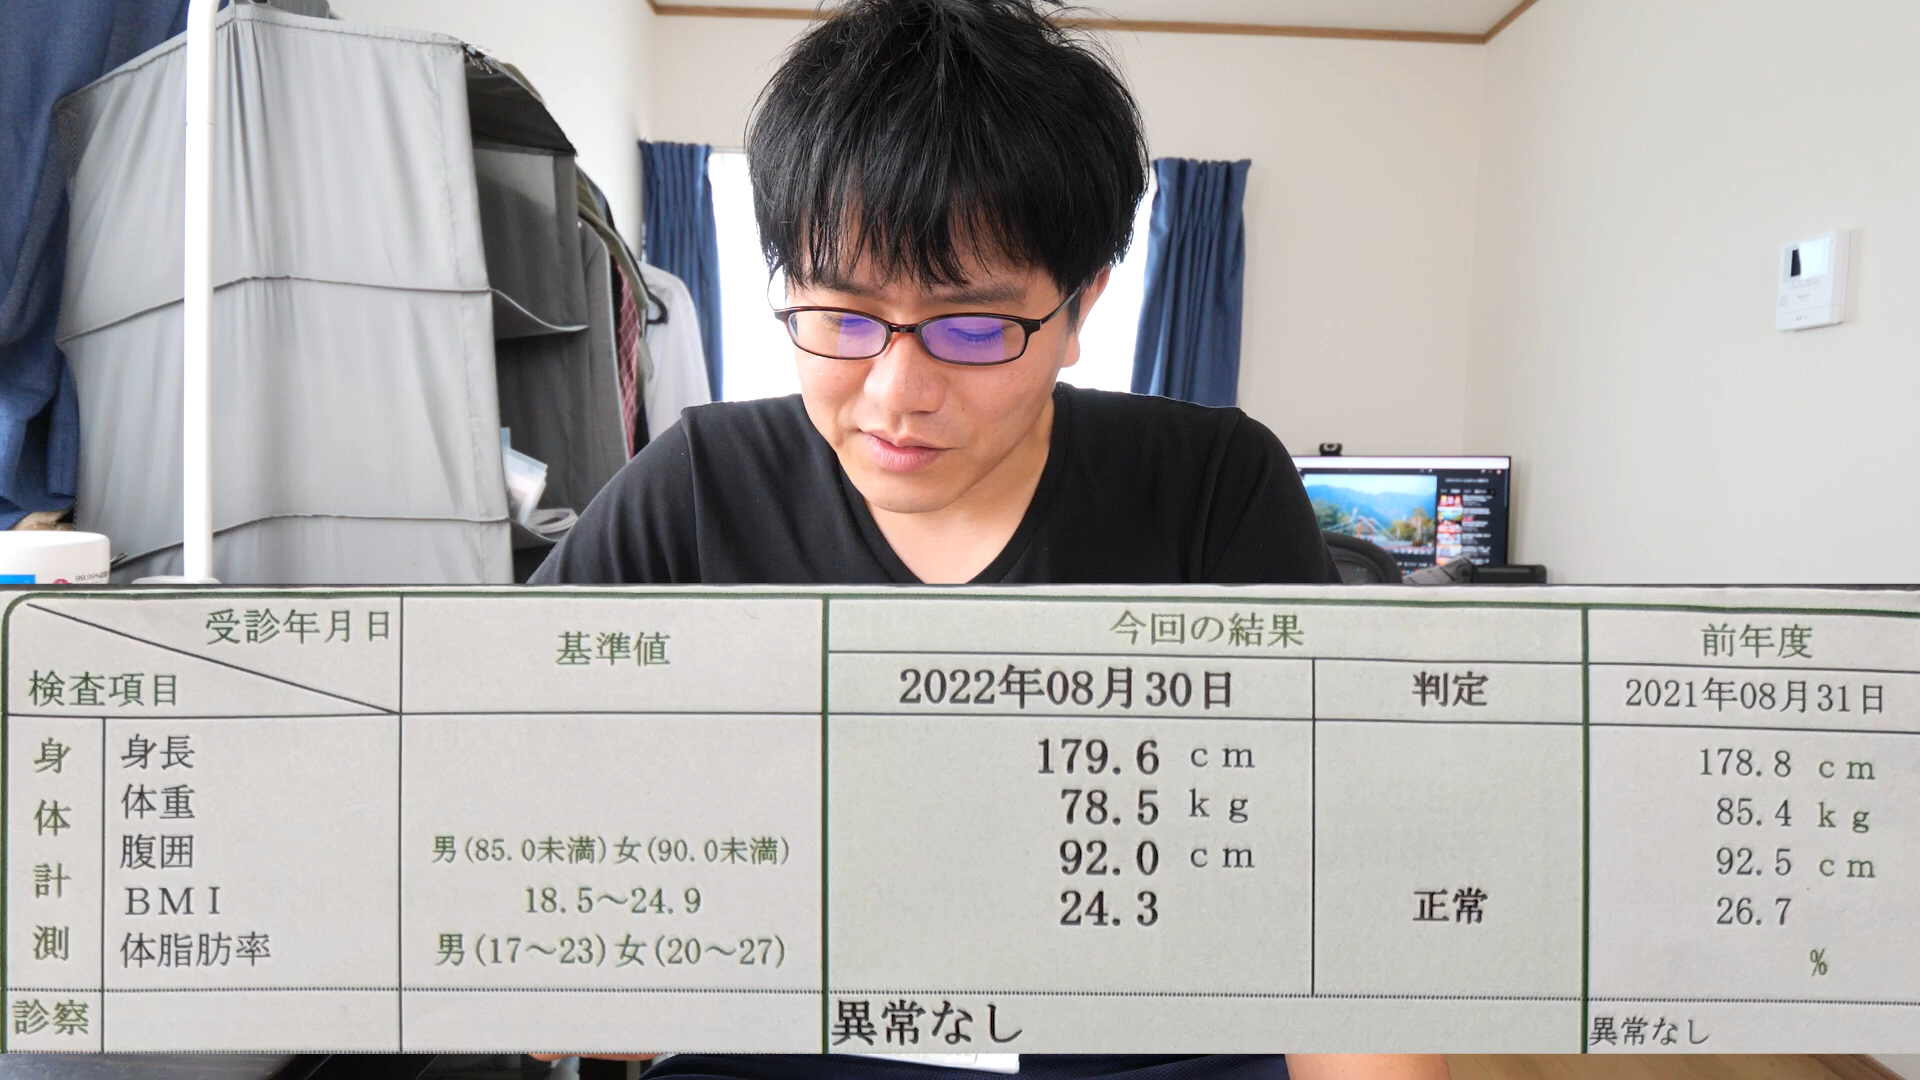 受診年月日
検査項目
基準値
今回の結果
前年度
2022年08月30日
判定
2021年08月31日
身体計測
身長
179.6 cm
178.8 cm
体重
78.5 kg
85.4 kg
腹囲
男(85.0未満)女(90.0未満)
92.0 cm
92.5 cm
BMI
18.5～24.9
24.3
正常
26.7
体脂肪率
男(17～23)女(20～27)
%
診察
異常なし
異常なし